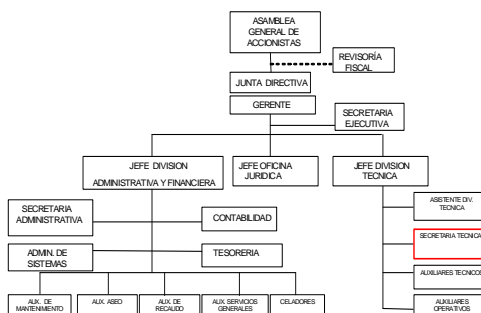 ASAMBLEA
GENERAL DE
ACCIONISTAS
REVISORÍA
FISCAL
JUNTA DIRECTIVA
GERENTE
SECRETARIA
EJECUTIVA
JEFE DIVISION
ADMINISTRATIVA Y FINANCIERA
JEFE OFICINA
JURIDICA
JEFE DIVISION
TECNICA
SECRETARIA
ADMINISTRATIVA
CONTABILIDAD
ASISTENTE DIV.
TECNICA
SECRETARIA TECNICA
ADMIN. DE
SISTEMAS
TESORERIA
AUXILIARES TECNICOS
AUX. DE
MANTENIMIENTO
AUX. ASEO
AUX. DE
RECAUDO
AUX. SERVICIOS
GENERALES
CELADORES
AUXILIARES
OPERATIVOS